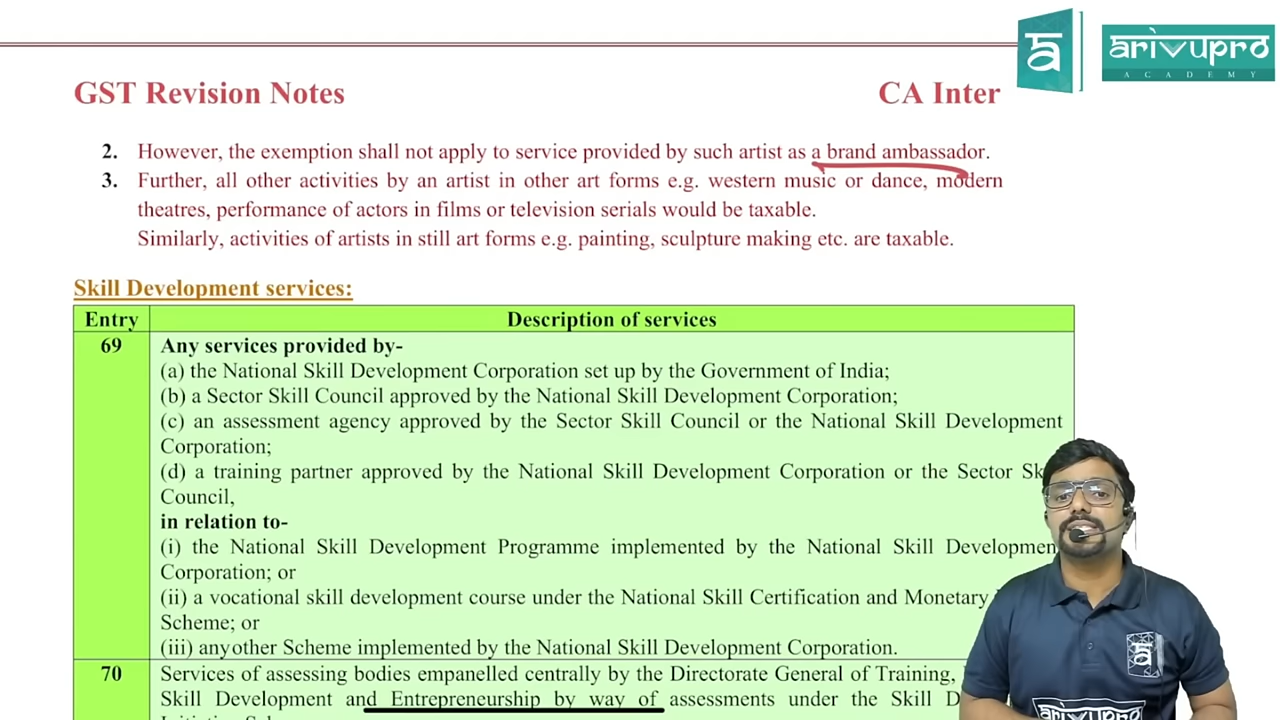 arivupro
ACADEMY
GST Revision Notes CA Inter
2. However, the exemption shall not apply to service provided by such artist as a brand ambassador.
3. Further, all other activities by an artist in other art forms e.g. western music or dance, modern
theatres, performance of actors in films or television serials would be taxable.
Similarly, activities of artists in still art forms e.g. painting, sculpture making etc. are taxable.
Skill Development services:
Entry Description of services
69 Any services provided by-
(a) the National Skill Development Corporation set up by the Government of India;
(b) a Sector Skill Council approved by the National Skill Development Corporation;
(c) an assessment agency approved by the Sector Skill Council or the National Skill Development
Corporation;
(d) a training partner approved by the National Skill Development Corporation or the Sector
Council,
in relation to-
(i) the National Skill Development Programme implemented by the National Skill
Corporation; or
(ii) a vocational skill development course under the National Skill Certification and Monetary
Scheme; or
(iii) anyother Scheme implemented by the National Skill Development Corporation.
70 Services of assessing bodies empanelled centrally by the Directorate General of Training,
Skill Development and Entrepreneurship by way of assessments under the Skill
arivupro